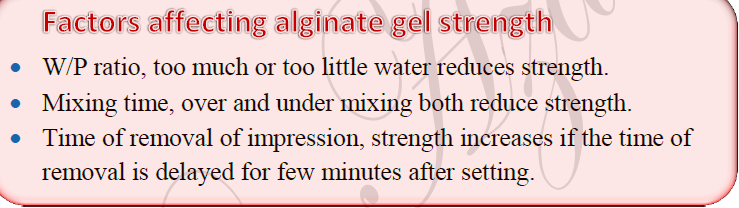 Factors affecting alginate gel strength
• W/P ratio, too much or too little water reduces strength.
• Mixing time, over and under mixing both reduce strength.
• Time of removal of impression, strength increases if the time of
removal is delayed for few minutes after setting.